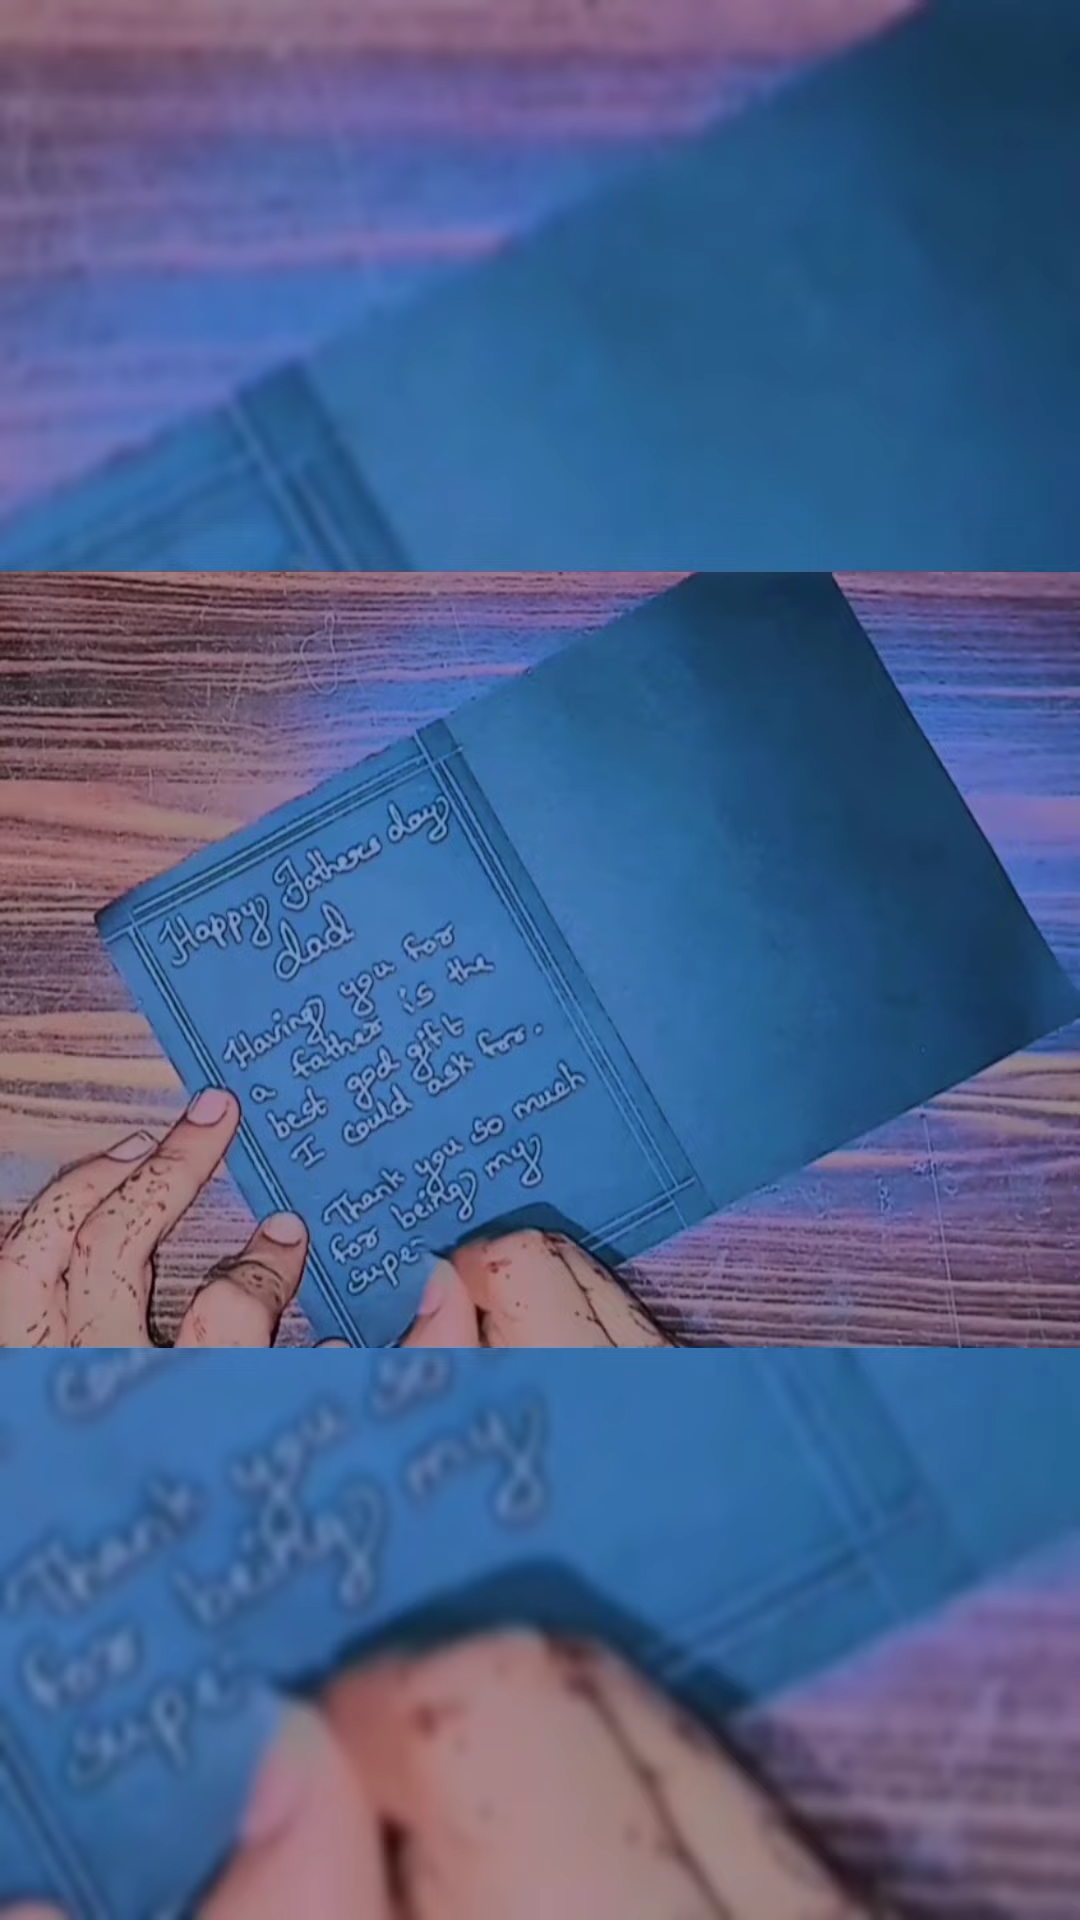 Happy Fathers day
dad
Having you for
a father is the
best god gift
I could ask for.
Thank you so much
for being my
supe